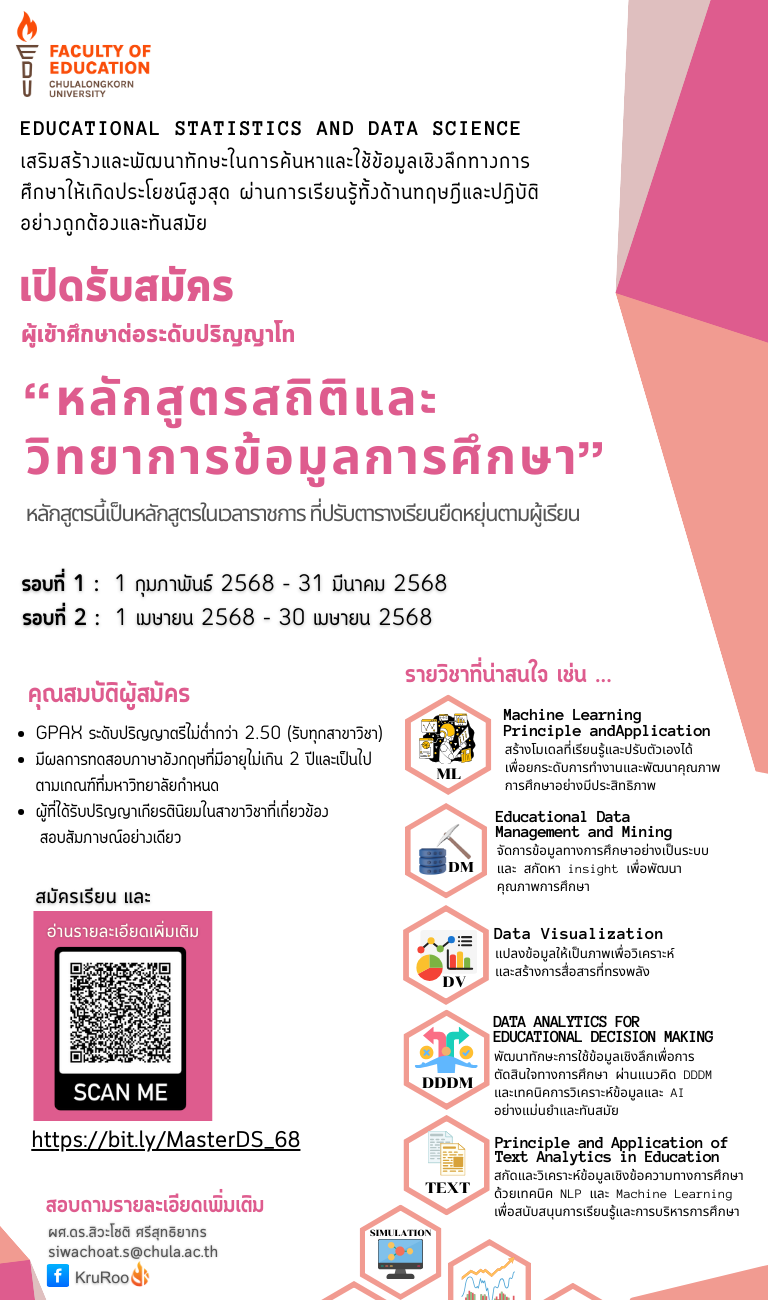 FACULTY OF
EDUCATION
CHULALONGKORN
UNIVERSITY
EDUCATIONAL STATISTICS AND DATA SCIENCE
เสริมสร้างและพัฒนาทักษะในการค้นหาและใช้ข้อมูลเชิงลึกทางการ
ศึกษาให้เกิดประโยชน์สูงสุด ผ่านการเรียนรู้ทั้งด้านทฤษฎีและปฏิบัติ
อย่างถูกต้องและทันสมัย
เปิดรับสมัคร
ผู้เข้าศึกษาต่อระดับปริญญาโท
“หลักสูตรสถิติและ
วิทยาการข้อมูลการศึกษา”
หลักสูตรนี้เป็นหลักสูตรในเวลาราชการ ที่ปรับตารางเรียนยืดหยุ่นตามผู้เรียน
รอบที่ 1 : 1 กุมภาพันธ์ 2568 - 31 มีนาคม 2568
รอบที่ 2 : 1 เมษายน 2568 - 30 เมษายน 2568
คุณสมบัติผู้สมัคร
• GPAX ระดับปริญญาตรีไม่ต่ำกว่า 2.50 (รับทุกสาขาวิชา)
• มีผลการทดสอบภาษาอังกฤษที่มีอายุไม่เกิน 2 ปีและเป็นไป
ตามเกณฑ์ที่มหาวิทยาลัยกำหนด
• ผู้ที่ได้รับปริญญาเกียรตินิยมในสาขาวิชาที่เกี่ยวข้อง
สอบสัมภาษณ์อย่างเดียว
สมัครเรียน และ
อ่านรายละเอียดเพิ่มเติม
SCAN ME
https://bit.ly/MasterDS_68
สอบถามรายละเอียดเพิ่มเติม
ผศ.ดร.สิวะโชติ ศรีสุทธิยากร
siwachoat.s@chula.ac.th
f KruRoo
รายวิชาที่น่าสนใจ เช่น ...
ML
Machine Learning
Principle andApplication
สร้างโมเดลที่เรียนรู้และปรับตัวเองได้
เพื่อยกระดับการทำงานและพัฒนาคุณภาพ
การศึกษาอย่างมีประสิทธิภาพ
DM
Educational Data
Management and Mining
จัดการข้อมูลทางการศึกษาอย่างเป็นระบบ
และ สกัดหา insight เพื่อพัฒนา
คุณภาพการศึกษา
DV
Data Visualization
แปลงข้อมูลให้เป็นภาพเพื่อวิเคราะห์
และสร้างการสื่อสารที่ทรงพลัง
DDDM
DATA ANALYTICS FOR
EDUCATIONAL DECISION MAKING
พัฒนาทักษะการใช้ข้อมูลเชิงลึกเพื่อการ
ตัดสินใจทางการศึกษา ผ่านแนวคิด DDDM
และเทคนิคการวิเคราะห์ข้อมูลและ AI
อย่างแม่นยำและทันสมัย
TEXT
Principle and Application of
Text Analytics in Education
สกัดและวิเคราะห์ข้อมูลเชิงข้อความทางการศึกษา
ด้วยเทคนิค NLP และ Machine Learning
เพื่อสนับสนุนการเรียนรู้และการบริหารการศึกษา
SIMULATION